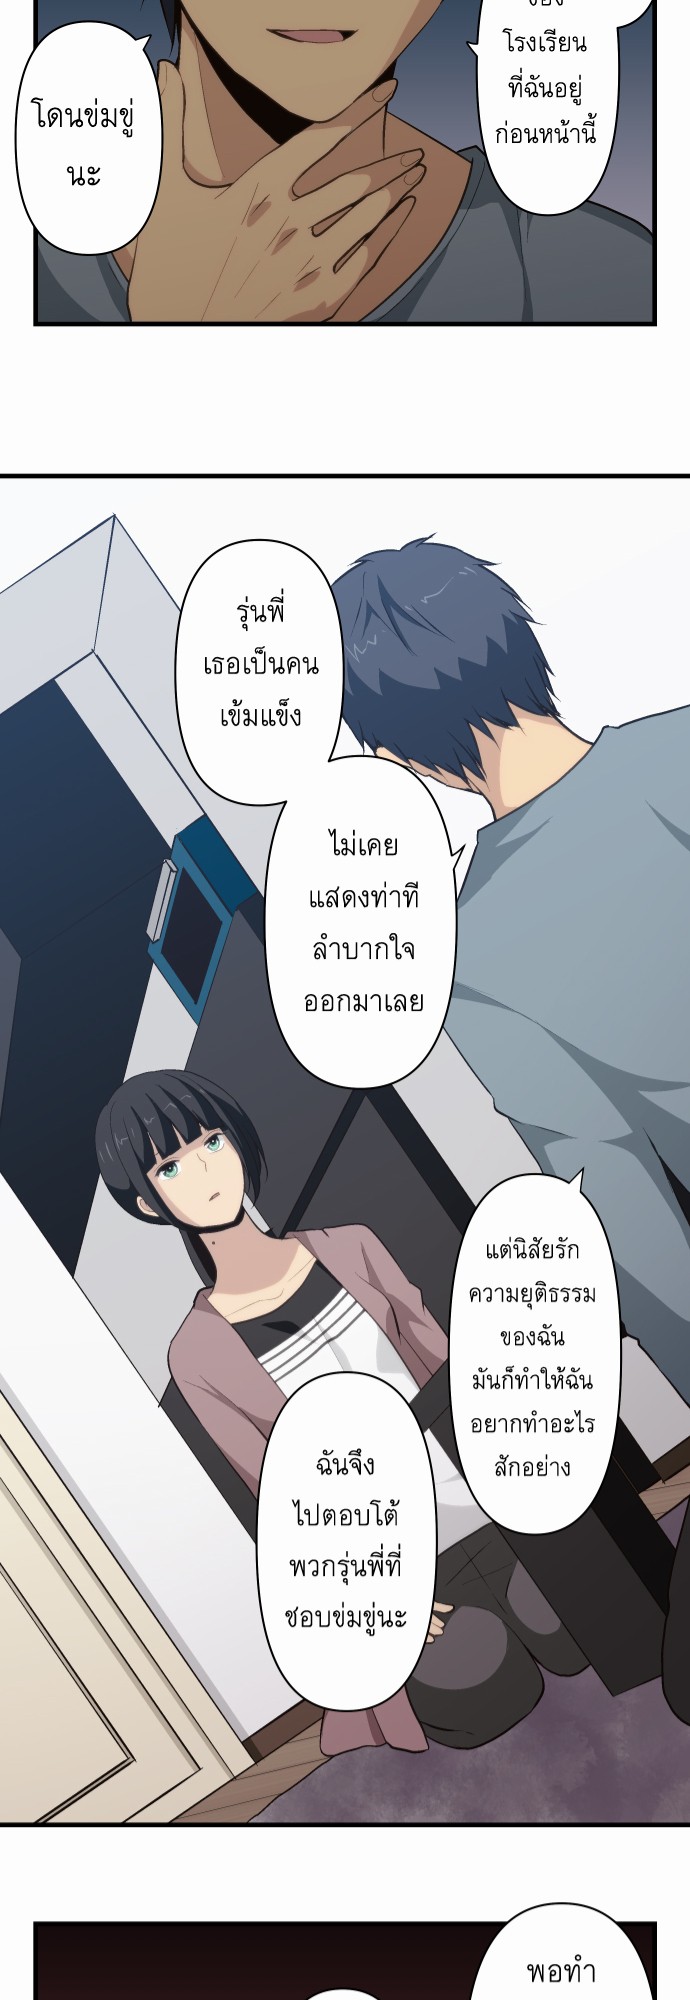 ของ
โรงเรียน
ที่ฉันอยู่
ก่อนหน้านี้
โดนข่มขู่
นะ
รุ่นพี่
เธอเป็นคน
เข้มแข็ง
ไม่เคย
แสดงท่าที
ลำบากใจ
ออกมาเลย
แต่นิสัยรัก
ความยุติธรรม
ของฉัน
มันก็ทำให้ฉัน
อยากทำอะไร
สักอย่าง
ฉันจึง
ไปตอบโต้
พวกรุ่นพี่ที่
ชอบข่มขู่นะ
พอทำ